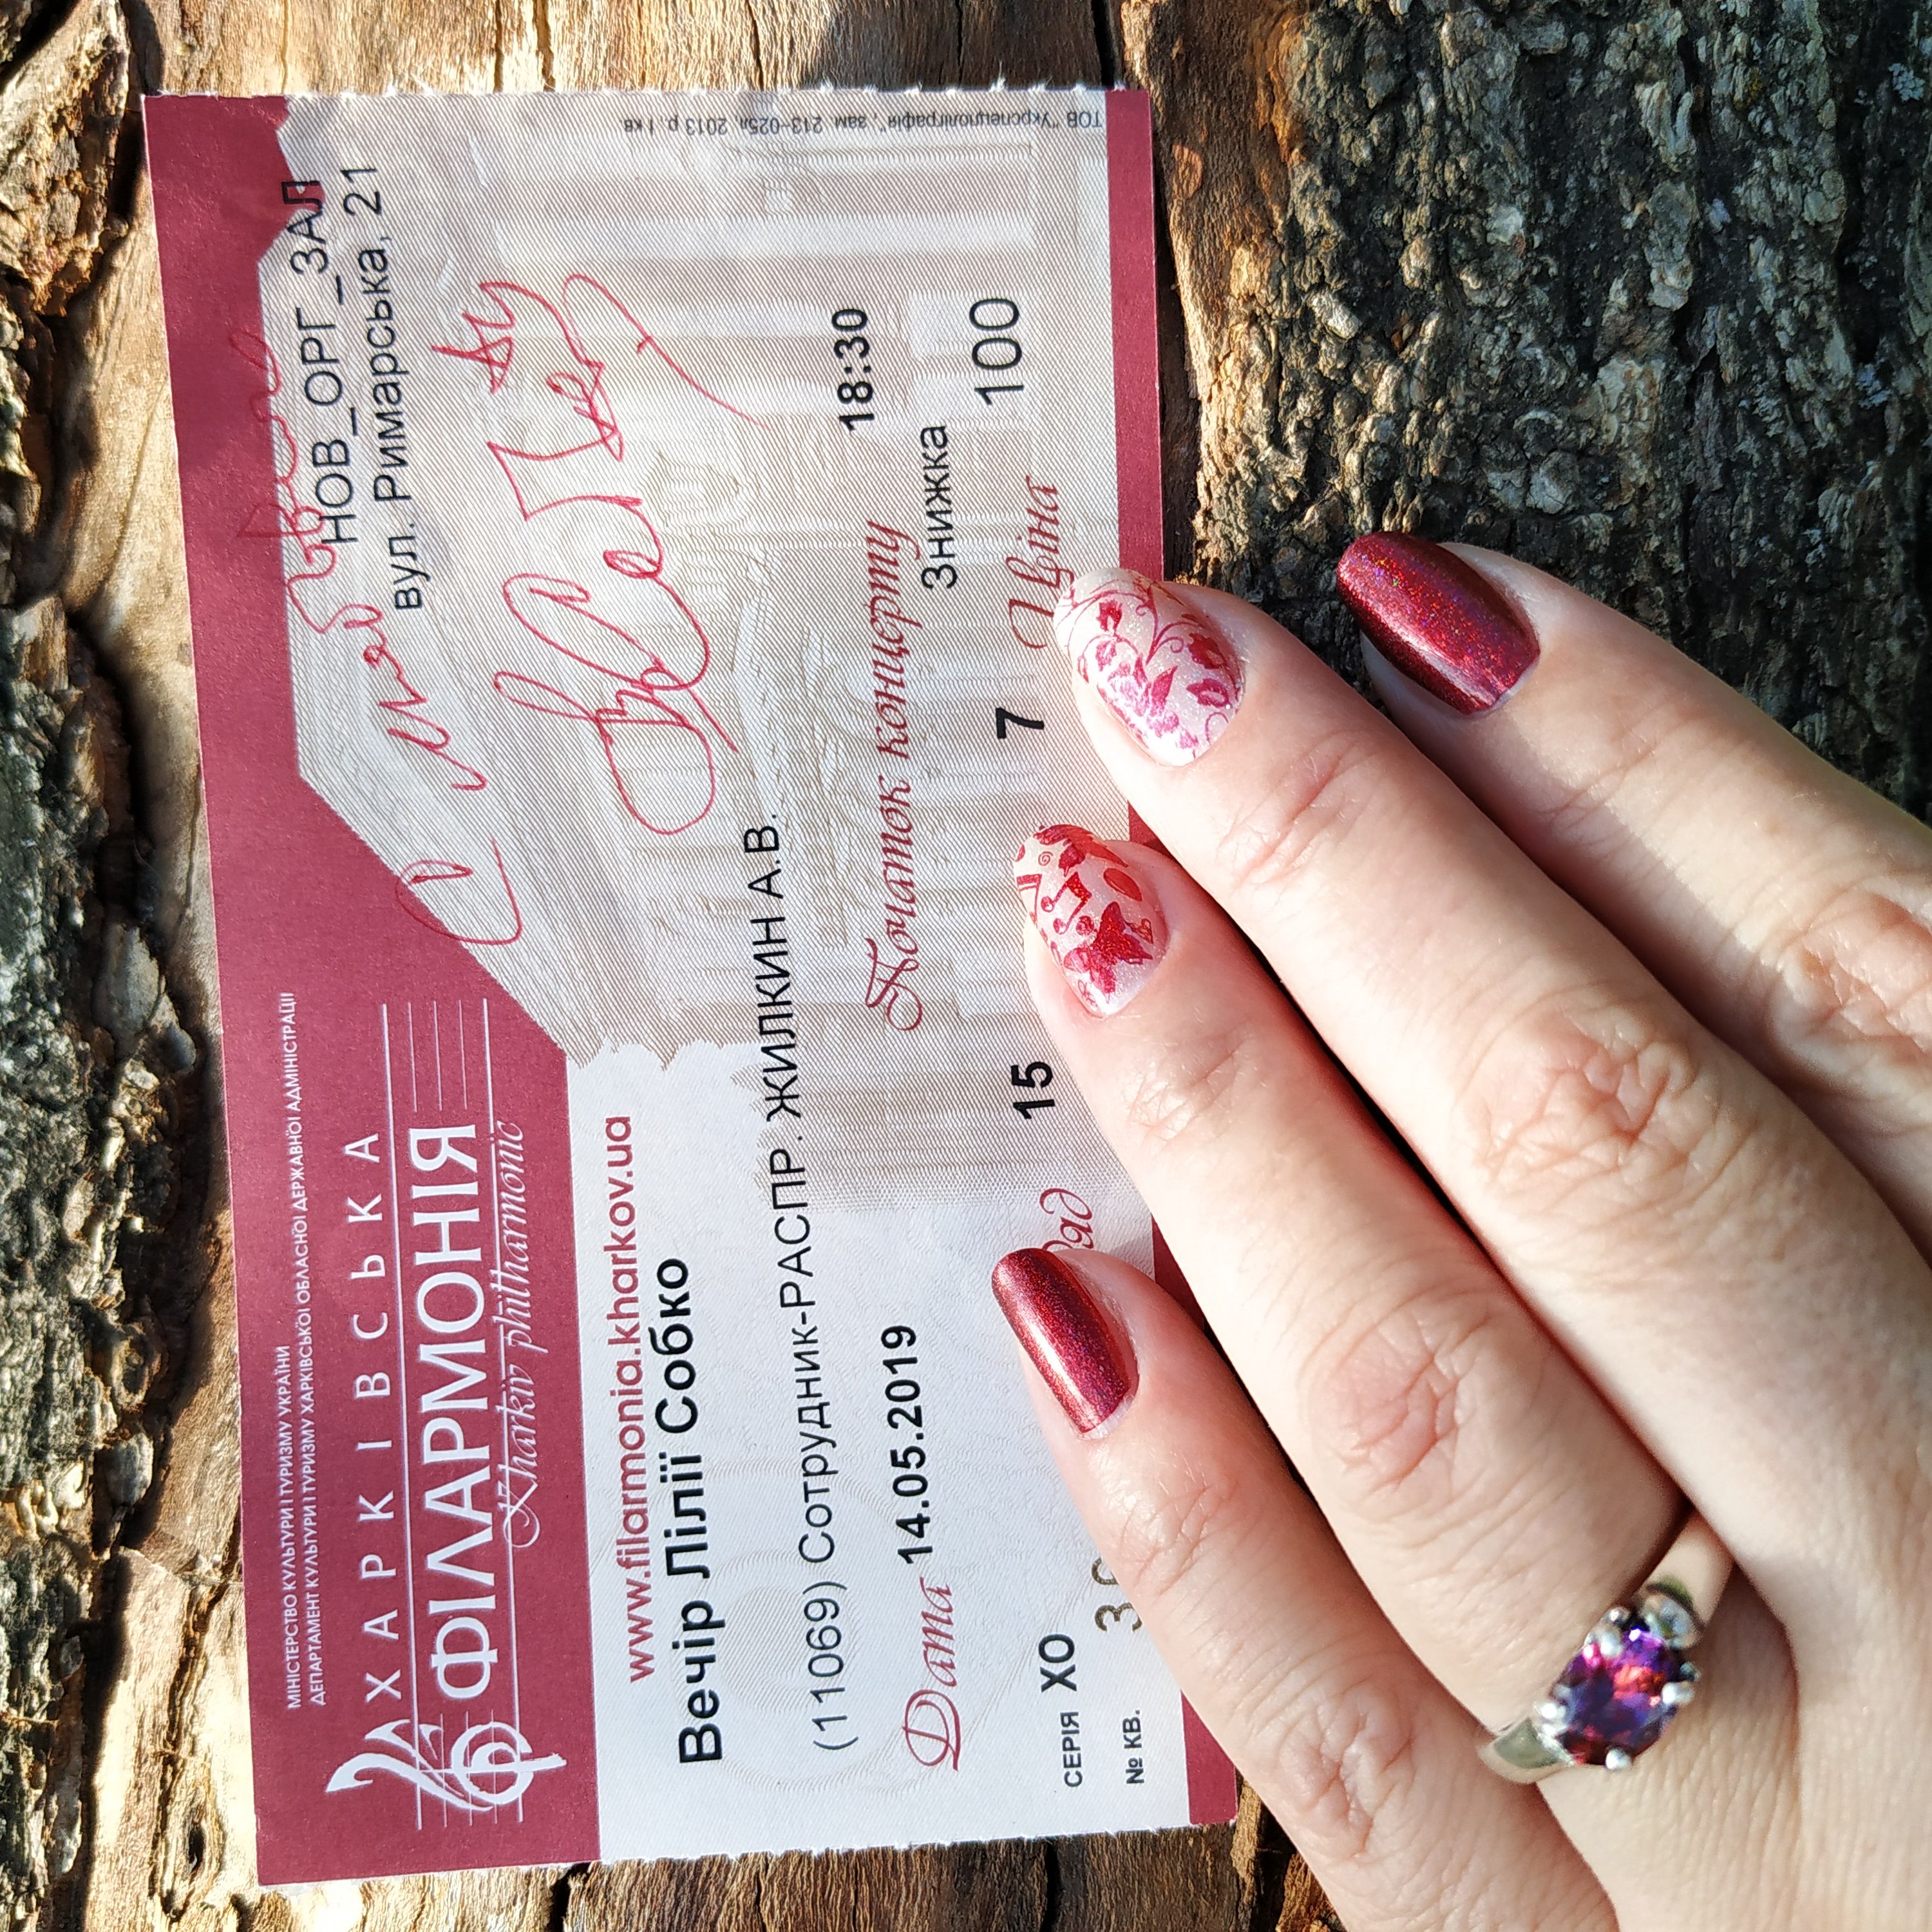 МІНІСТЕРСТВО КУЛЬТУРИ І ТУРИЗМУ УКРАЇНИ
ДЕПАРТАМЕНТ КУЛЬТУРИ І ТУРИЗМУ ХАРКІВСЬКОЇ ОБЛАСНОЇ ДЕРЖАВНОЇ АДМІНІСТРАЦІЇ
НОВ_ОРГ_ЗАЛ
вул. Римарська, 21
ХАРКІВСЬКА
ФІЛАРМОНІЯ
Kharkiv philharmonic
www.filarmonia.kharkov.ua
Вечір Лілії Собко
(11069) Сотрудник-РАСПР. ЖИЛКИН А.В.
Дата 14.05.2019 Початок концерту 18:30
Знижка
15 7 Ціна 100
СЕРІЯ ХО
№ КВ.
ТОВ "Укрспецполіграфія", зам. 213-025л, 2013 р. I кв.